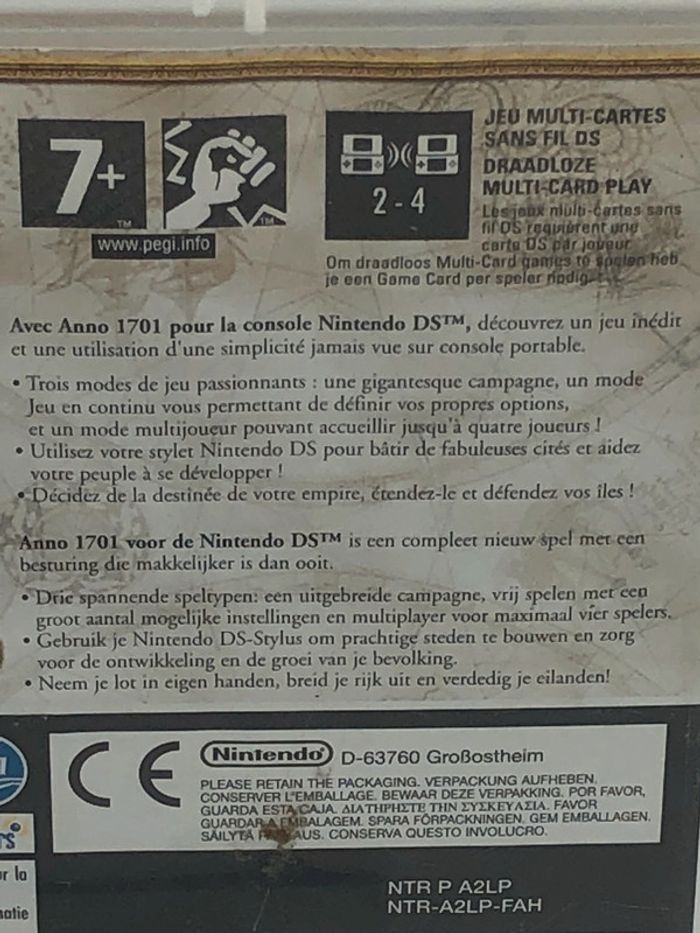 7+
TM
TM
www.pegi.info
2 - 4
JEU MULTI-CARTES
SANS FIL DS
DRAADLOZE
MULTI-CARD PLAY
Les jeux multi-cartes sans
fil DS requièrent une
carte DS par joueur
Om draadloos Multi-Card games te spelen heb
je een Game Card per speler nodig.
Avec Anno 1701 pour la console Nintendo DS™, découvrez un jeu inédit
et une utilisation d'une simplicité jamais vue sur console portable.
• Trois modes de jeu passionnants : une gigantesque campagne, un mode
Jeu en continu vous permettant de définir vos propres options,
et un mode multijoueur pouvant accueillir jusqu'à quatre joueurs !
• Utilisez votre stylet Nintendo DS pour bâtir de fabuleuses cités et aidez
votre peuple à se développer !
• Décidez de la destinée de votre empire, étendez-le et défendez vos îles !
Anno 1701 voor de Nintendo DS™ is een compleet nieuw spel met een
besturing die makkelijker is dan ooit.
• Drie spannende speltypen: een uitgebreide campagne, vrij spelen met een
groot aantal mogelijke instellingen en multiplayer voor maximaal vier spelers.
• Gebruik je Nintendo DS-Stylus om prachtige steden te bouwen en zorg
voor de ontwikkeling en de groei van je bevolking.
• Neem je lot in eigen handen, breid je rijk uit en verdedig je eilanden!
CE
Nintendo® D-63760 Großostheim
PLEASE RETAIN THE PACKAGING. VERPACKUNG AUFHEBEN.
CONSERVER L'EMBALLAGE. BEWAAR DEZE VERPAKKING. POR FAVOR,
GUARDA ESTA CAJA. ΔΙΑΤΗΡΗΣΤΕ ΤΗΝ ΣΥΣΚΕΥΑΣΙΑ. FAVOR
GUARDAR A EMBALAGEM. SPARA FÖRPACKNINGEN. GEM EMBALLAGEN.
SÄILYTÄ CONSERVA QUESTO INVOLUCRO.
NTR P A2LP
NTR-A2LP-FAH